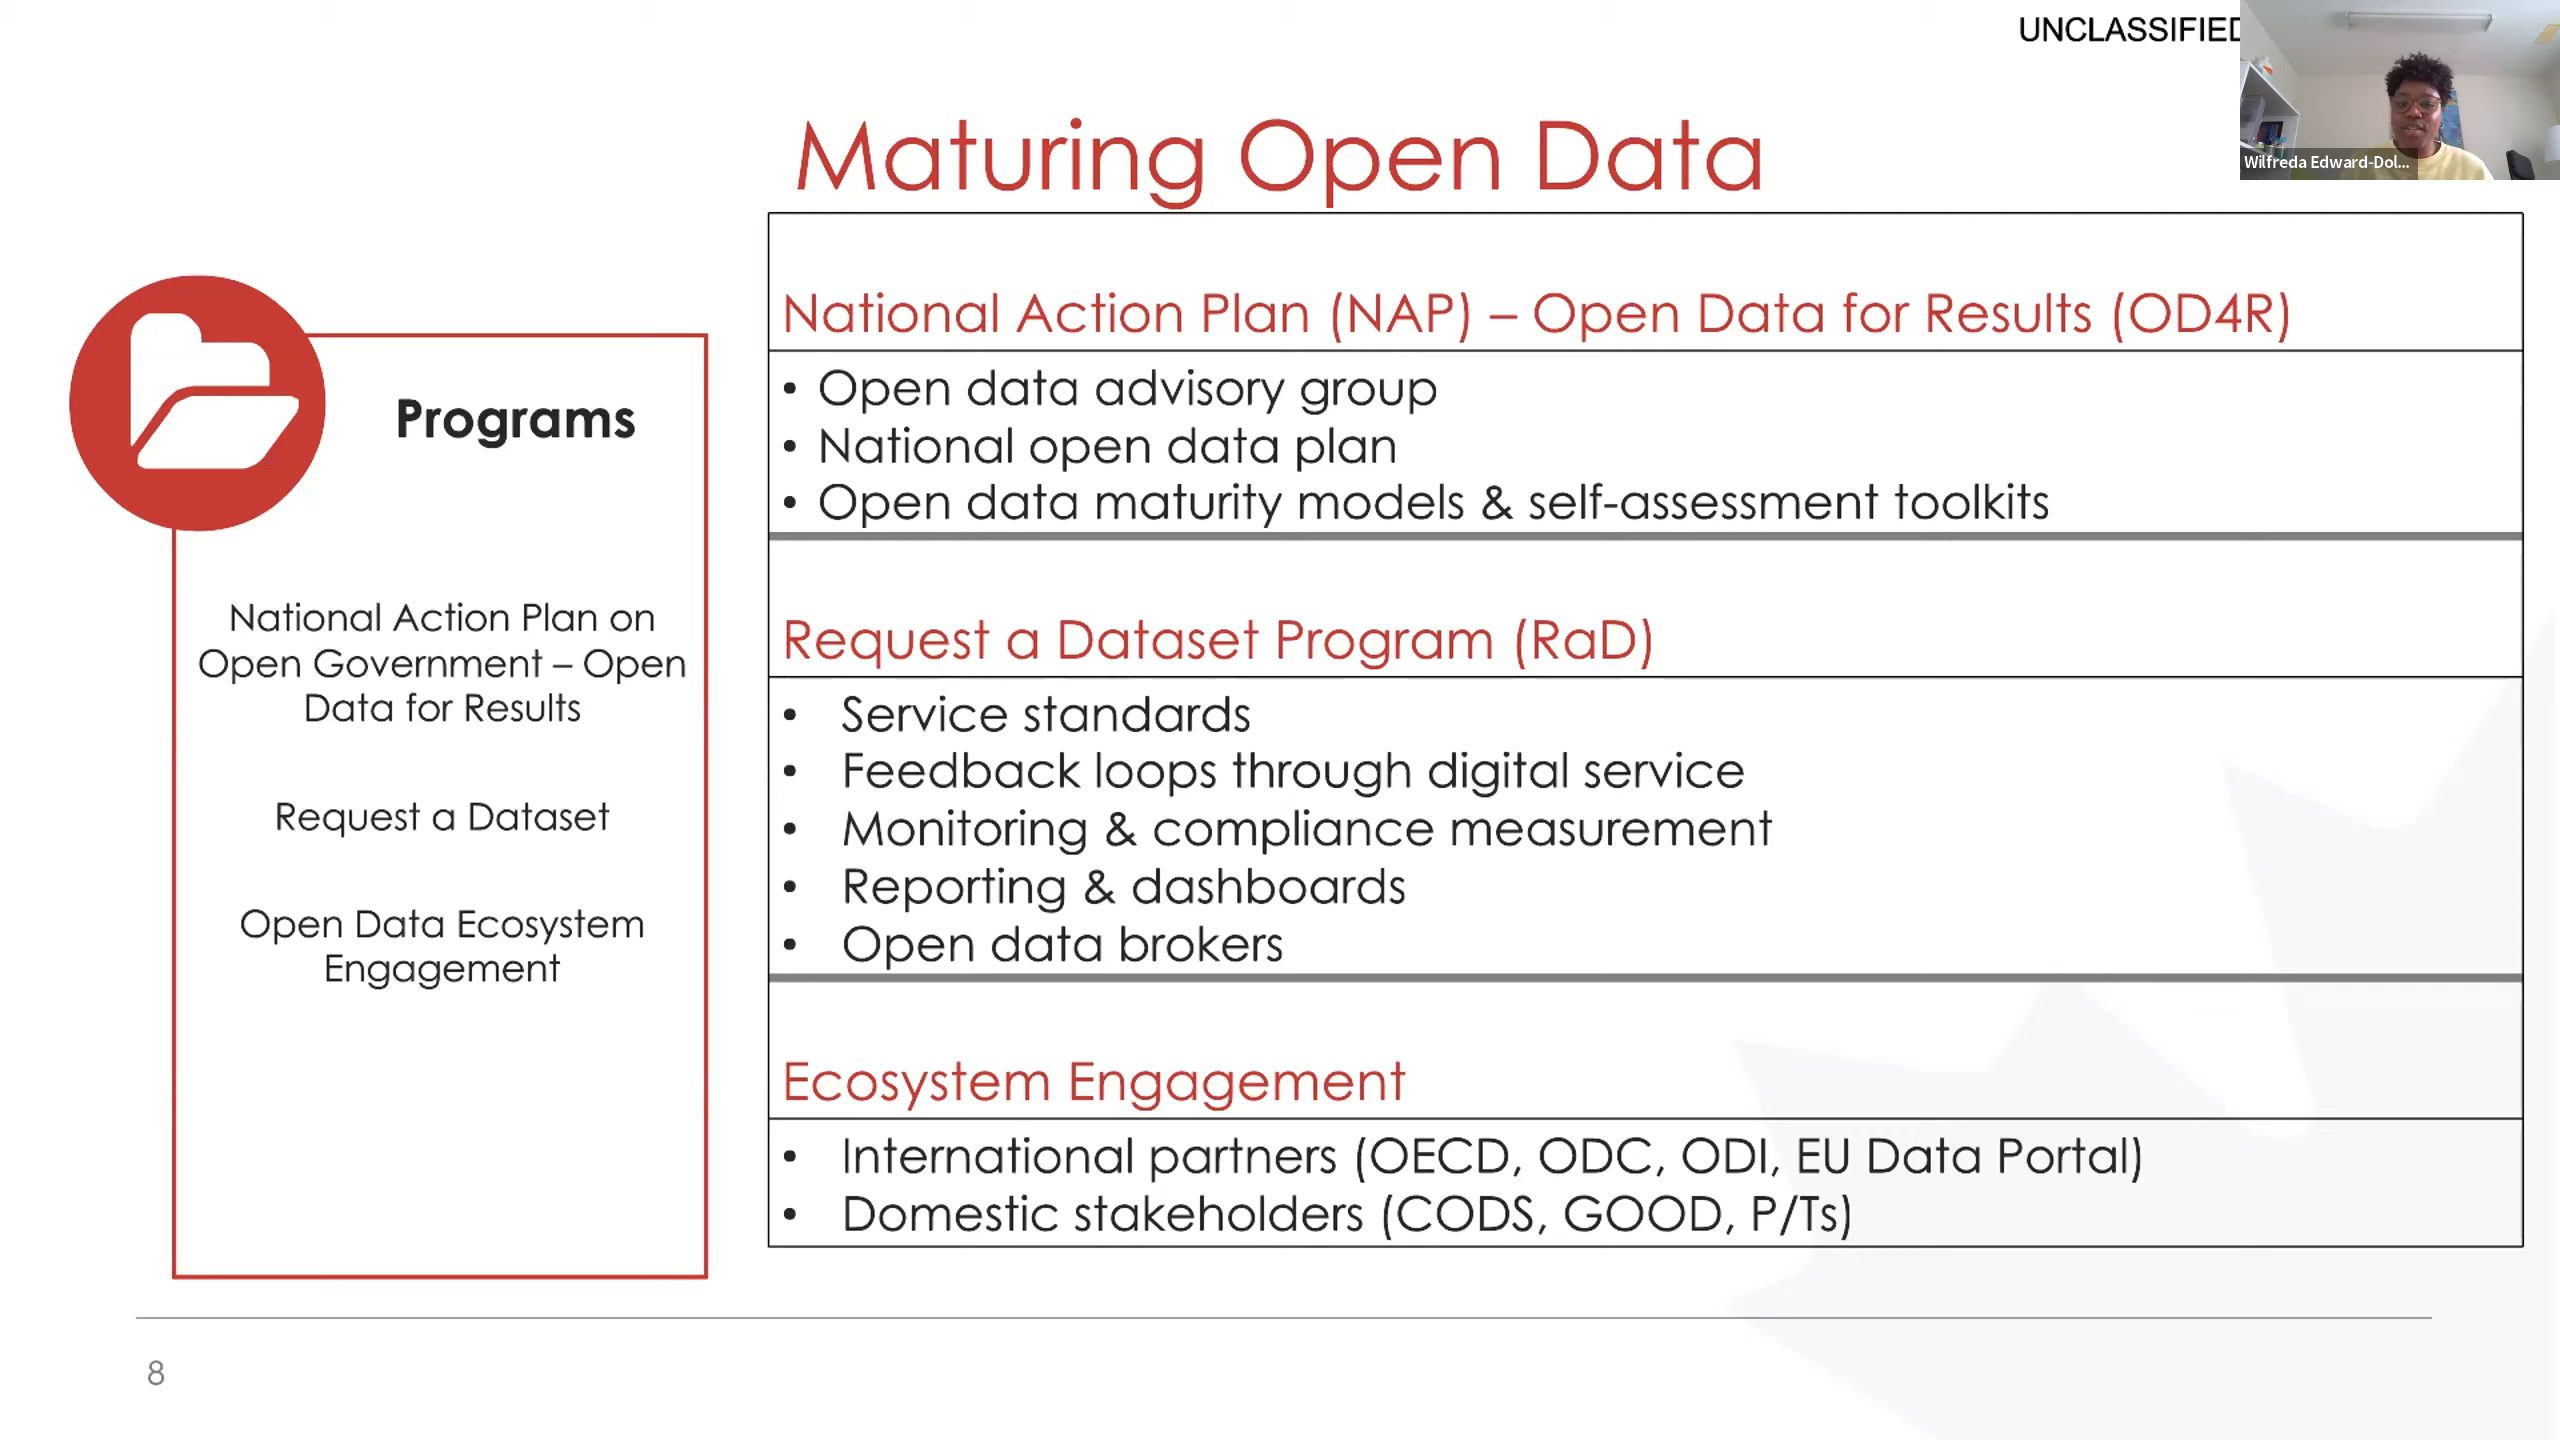 UNCLASSIFIED
Wilfreda Edward-Dol...
Maturing Open Data
Programs
National Action Plan on
Open Government – Open
Data for Results
Request a Dataset
Open Data Ecosystem
Engagement
National Action Plan (NAP) – Open Data for Results (OD4R)
• Open data advisory group
• National open data plan
• Open data maturity models & self-assessment toolkits
Request a Dataset Program (RaD)
• Service standards
• Feedback loops through digital service
• Monitoring & compliance measurement
• Reporting & dashboards
• Open data brokers
Ecosystem Engagement
• International partners (OECD, ODC, ODI, EU Data Portal)
• Domestic stakeholders (CODS, GOOD, P/Ts)
8